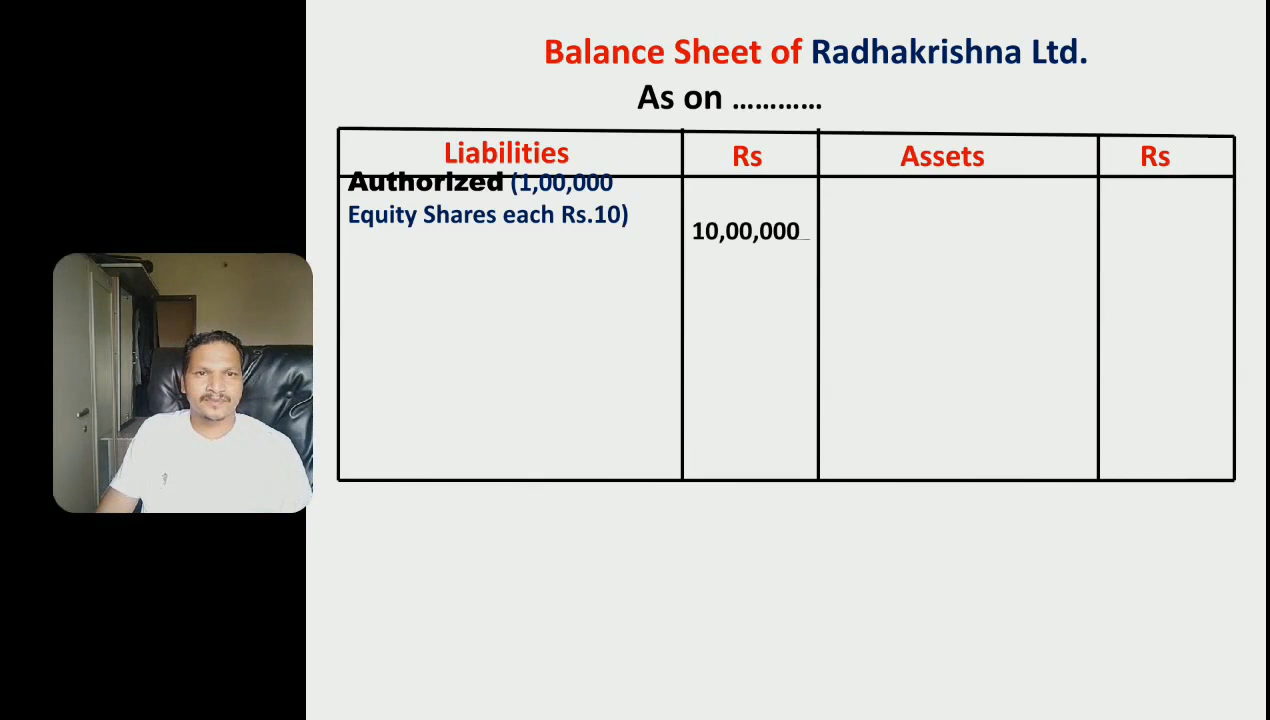 Balance Sheet of Radhakrishna Ltd.
As on …………
Liabilities Rs Assets Rs
Authorized (1,00,000
Equity Shares each Rs.10)
10,00,000